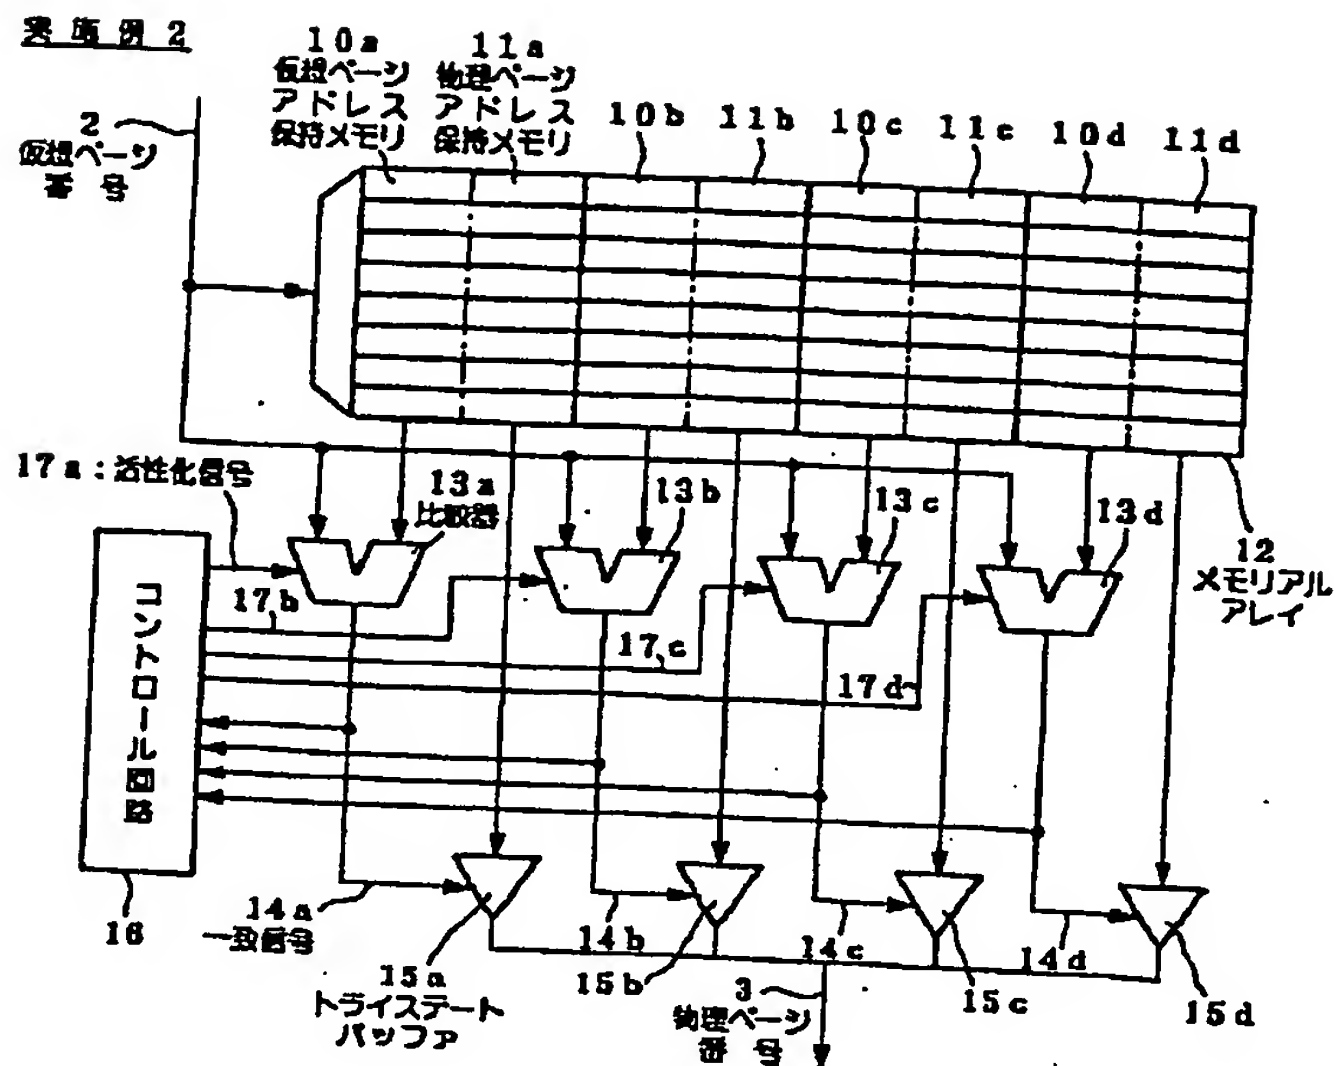 実施例2
10a
仮想ページ
アドレス
保持メモリ
11a
物理ページ
アドレス
保持メモリ
10b
11b
10c
11c
10d
11d
2
仮想ページ
番号
17a:活性化信号
13a
比較器
13b
13c
13d
12
メモリアル
アレイ
17b
17c
17d
コントロール回路
16
14a
一致信号
14b
14c
14d
15a
トライステート
バッファ
15b
15c
15d
3
物理ページ
番号